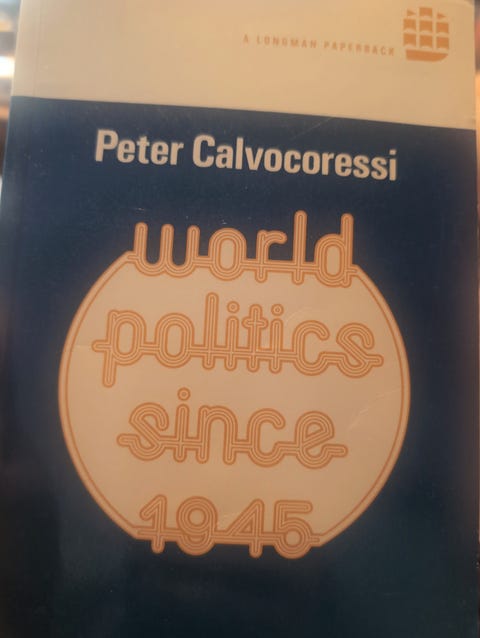 A LONGMAN PAPERBACK
Peter Calvocoressi
world
politics
since
1945